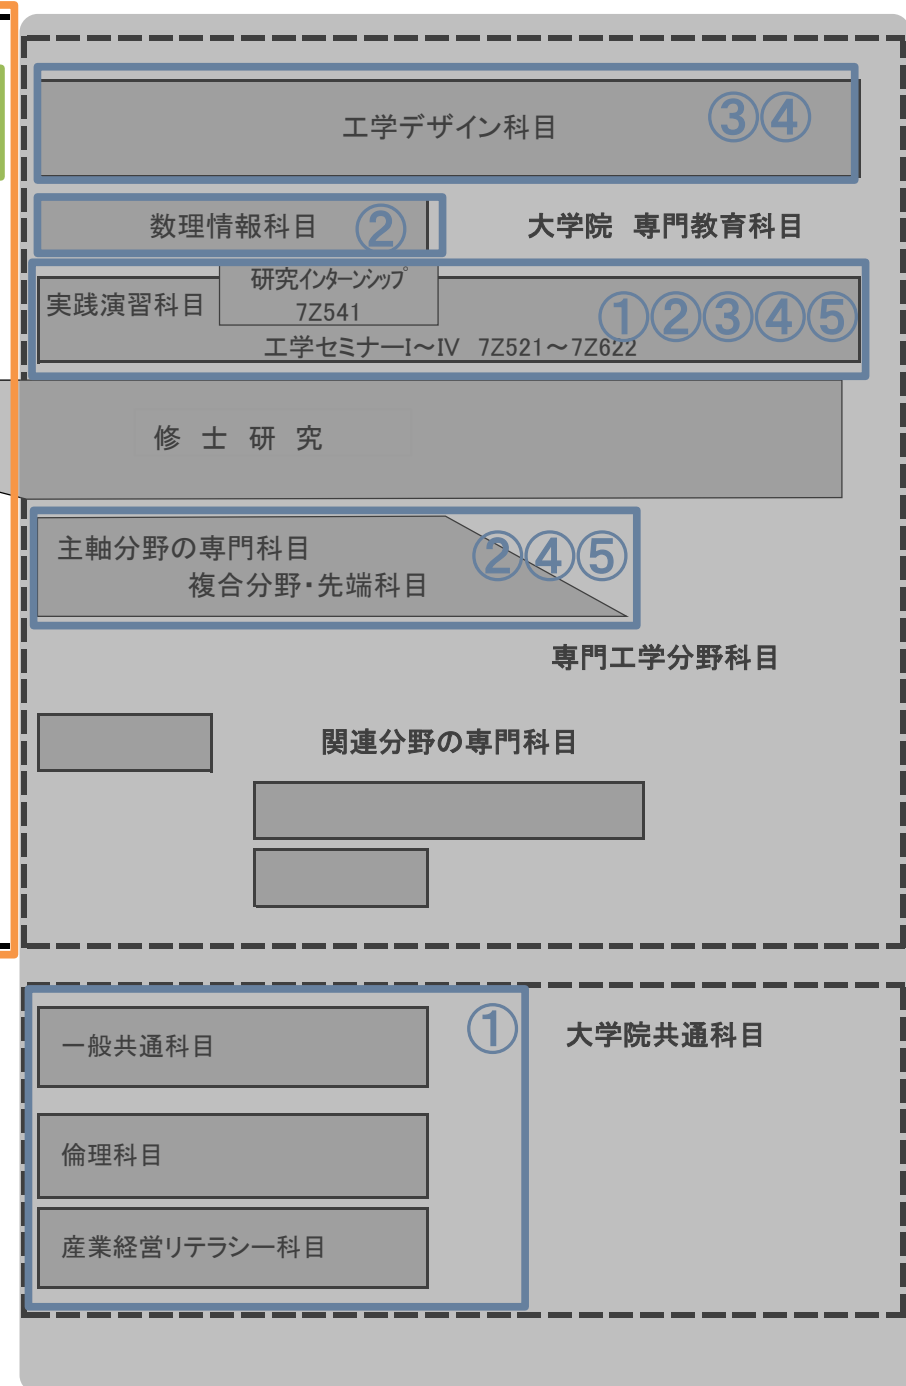 工学デザイン科目 ③④
数理情報科目 ② 大学院 専門教育科目
研究インターンシップ
7Z541
実践演習科目 ①②③④⑤
工学セミナーI～IV 7Z521～7Z622
修 士 研 究
主軸分野の専門科目 ②④⑤
複合分野・先端科目
専門工学分野科目
関連分野の専門科目
① 大学院共通科目
一般共通科目
倫理科目
産業経営リテラシー科目